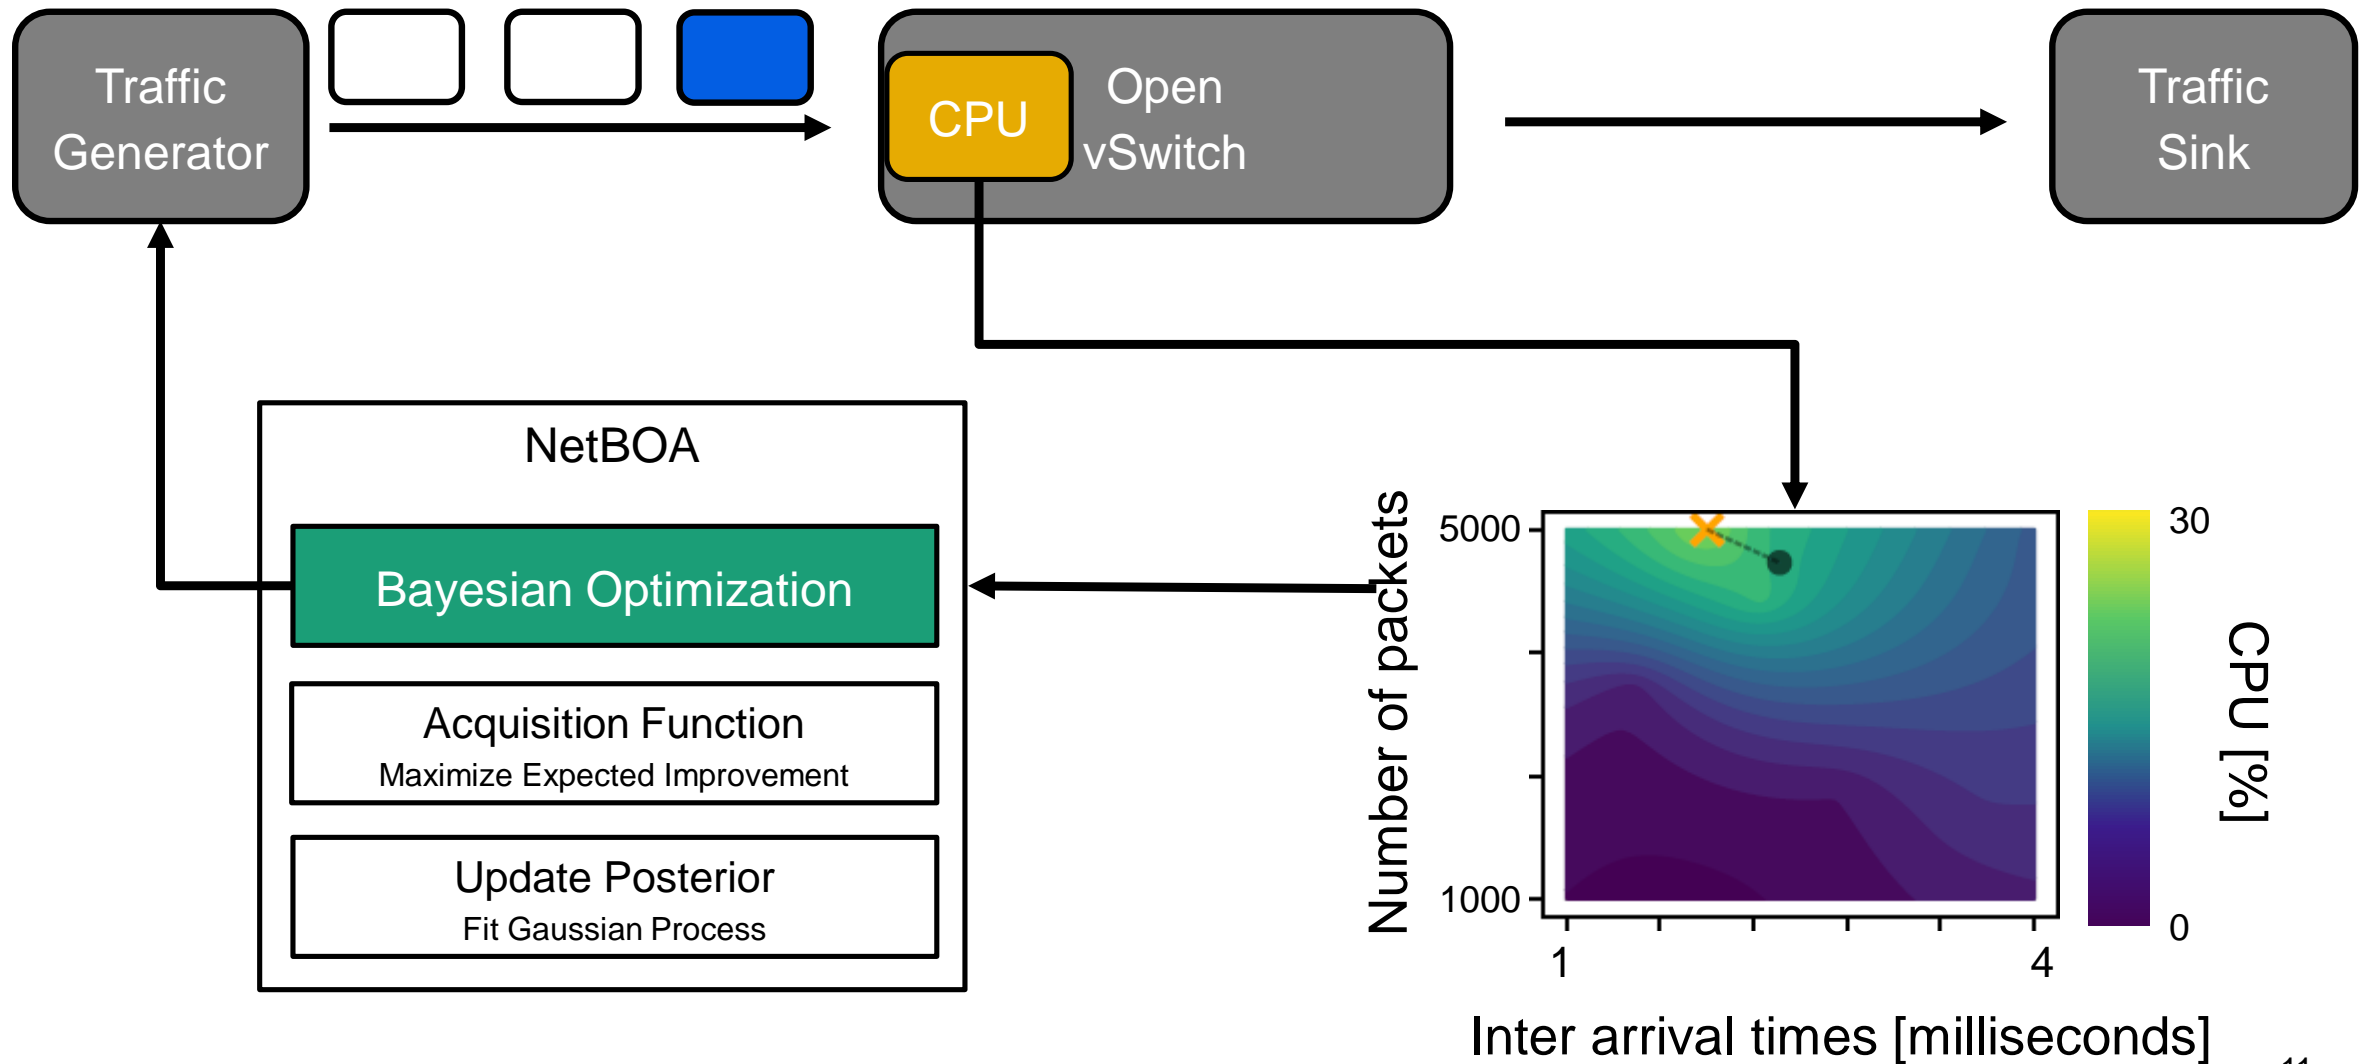 Traffic
Generator
CPU
Open
vSwitch
Traffic
Sink
NetBOA
Bayesian Optimization
Acquisition Function
Maximize Expected Improvement
Update Posterior
Fit Gaussian Process
Number of packets
5000
1000
1
4
Inter arrival times [milliseconds]
30
0
CPU [%]